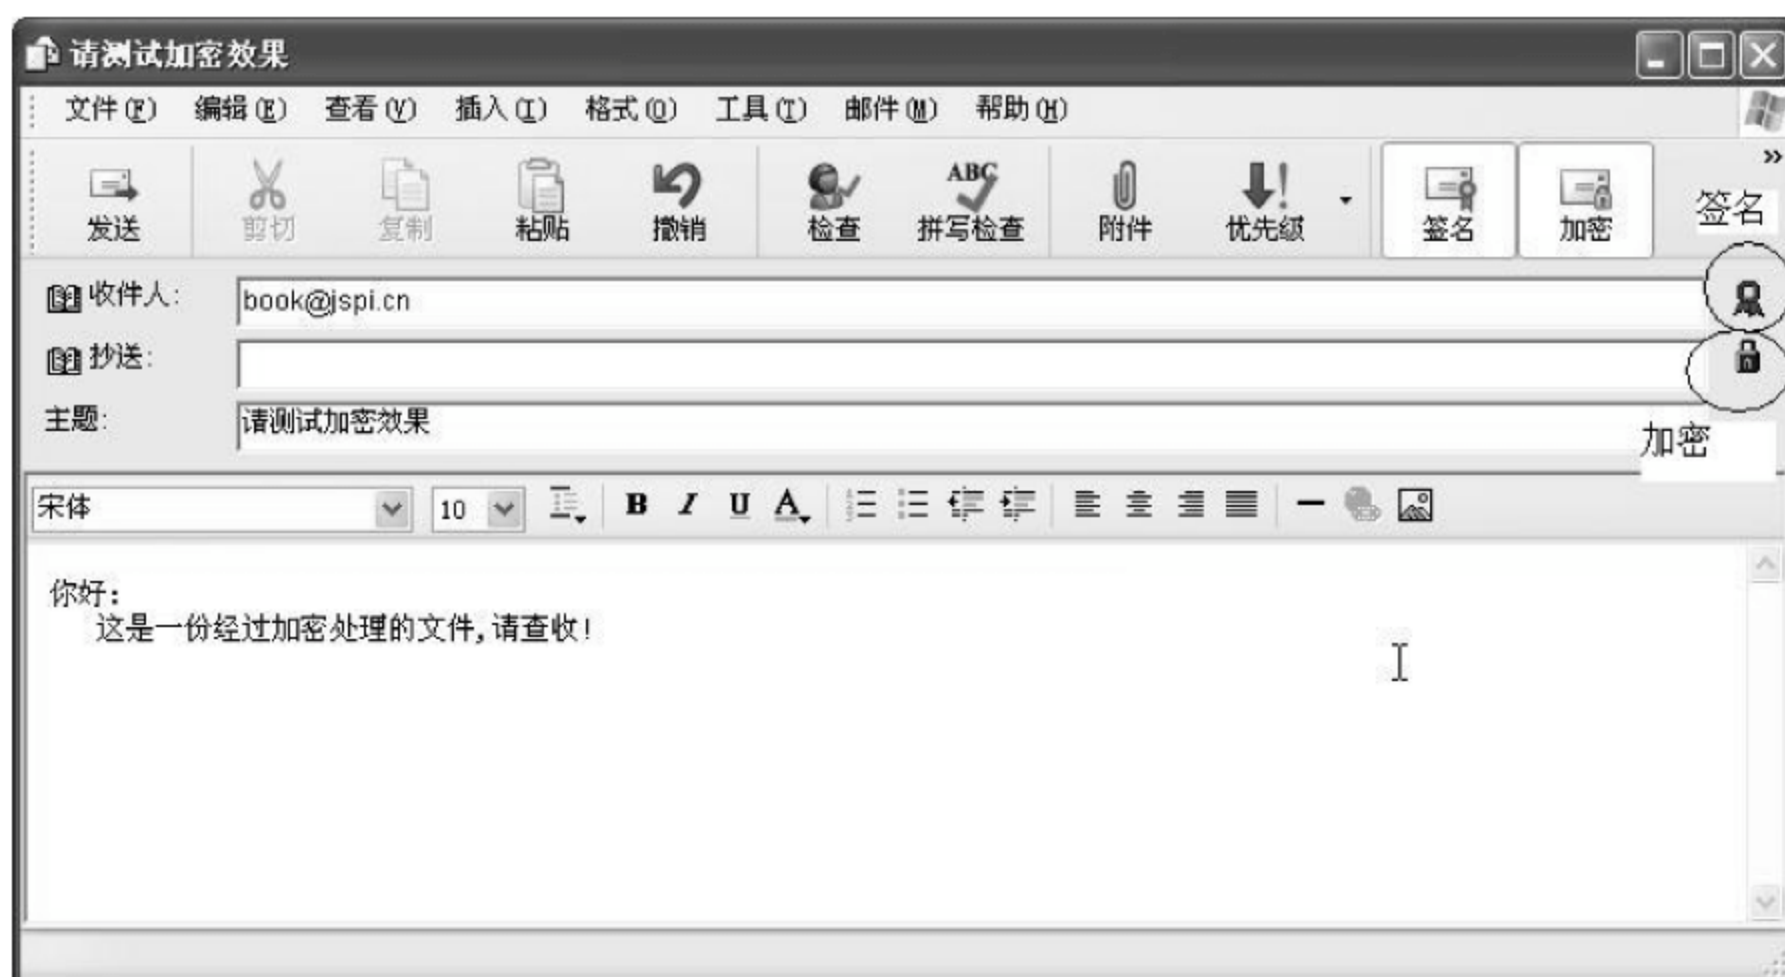 请测试加密效果
文件(F) 编辑(E) 查看(V) 插入(I) 格式(O) 工具(T) 邮件(M) 帮助(H)
发送 剪切 复制 粘贴 撤销 检查 拼写检查 附件 优先级 签名 加密 签名
收件人: book@jspi.cn
抄送:
主题: 请测试加密效果
加密
宋体 10 B I U A
你好:
这是一份经过加密处理的文件,请查收!